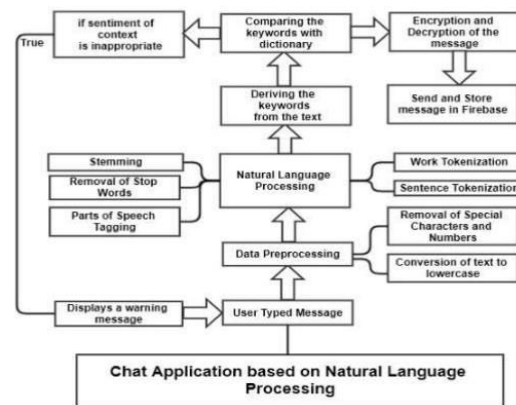 if sentiment of
context
is inappropriate
Comparing the
keywords with
dictionary
Encryption and
Decryption of the
message
True
Deriving the
keywords
from the text
Send and Store
message in Firebase
Stemming
Removal of Stop
Words
Parts of Speech
Tagging
Natural Language
Processing
Work Tokenization
Sentence Tokenization
Removal of Special
Characters and
Numbers
Data Preprocessing
Conversion of text to
lowercase
Displays a warning
message
User Typed Message
Chat Application based on Natural Language
Processing